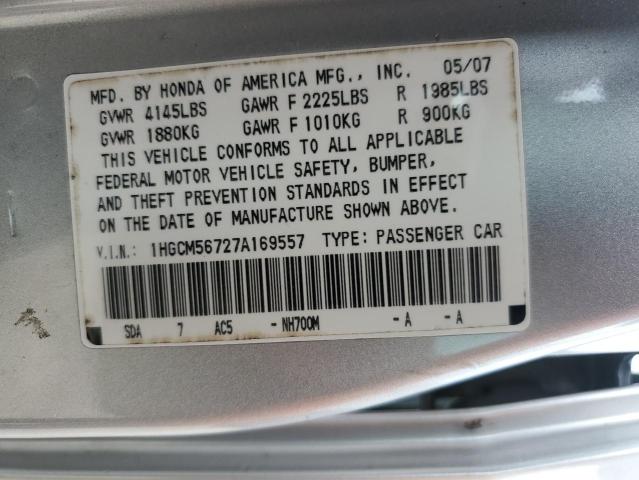 MFD. BY HONDA OF AMERICA MFG., INC. 05/07
GVWR 4145LBS GAWR F 2225LBS R 1985LBS
GVWR 1880KG GAWR F 1010KG R 900KG
THIS VEHICLE CONFORMS TO ALL APPLICABLE
FEDERAL MOTOR VEHICLE SAFETY, BUMPER,
AND THEFT PREVENTION STANDARDS IN EFFECT
ON THE DATE OF MANUFACTURE SHOWN ABOVE.
V.I.N.: 1HGCM56727A169557 TYPE: PASSENGER CAR
SDA 7 AC5 -NH700M -A -A